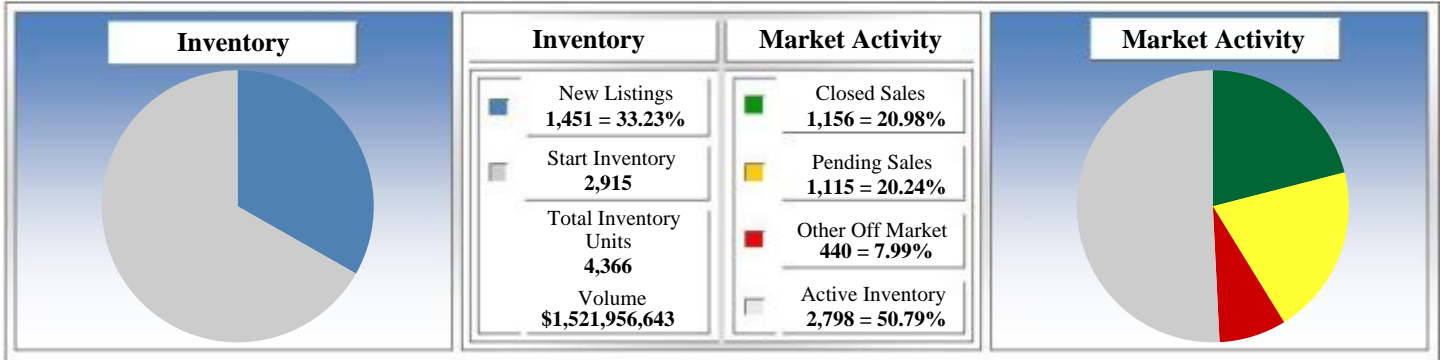 Inventory
Inventory
Market Activity
New Listings
1,451 = 33.23%
Start Inventory
2,915
Total Inventory
Units
4,366
Volume
$1,521,956,643
Closed Sales
1,156 = 20.98%
Pending Sales
1,115 = 20.24%
Other Off Market
440 = 7.99%
Active Inventory
2,798 = 50.79%
Market Activity